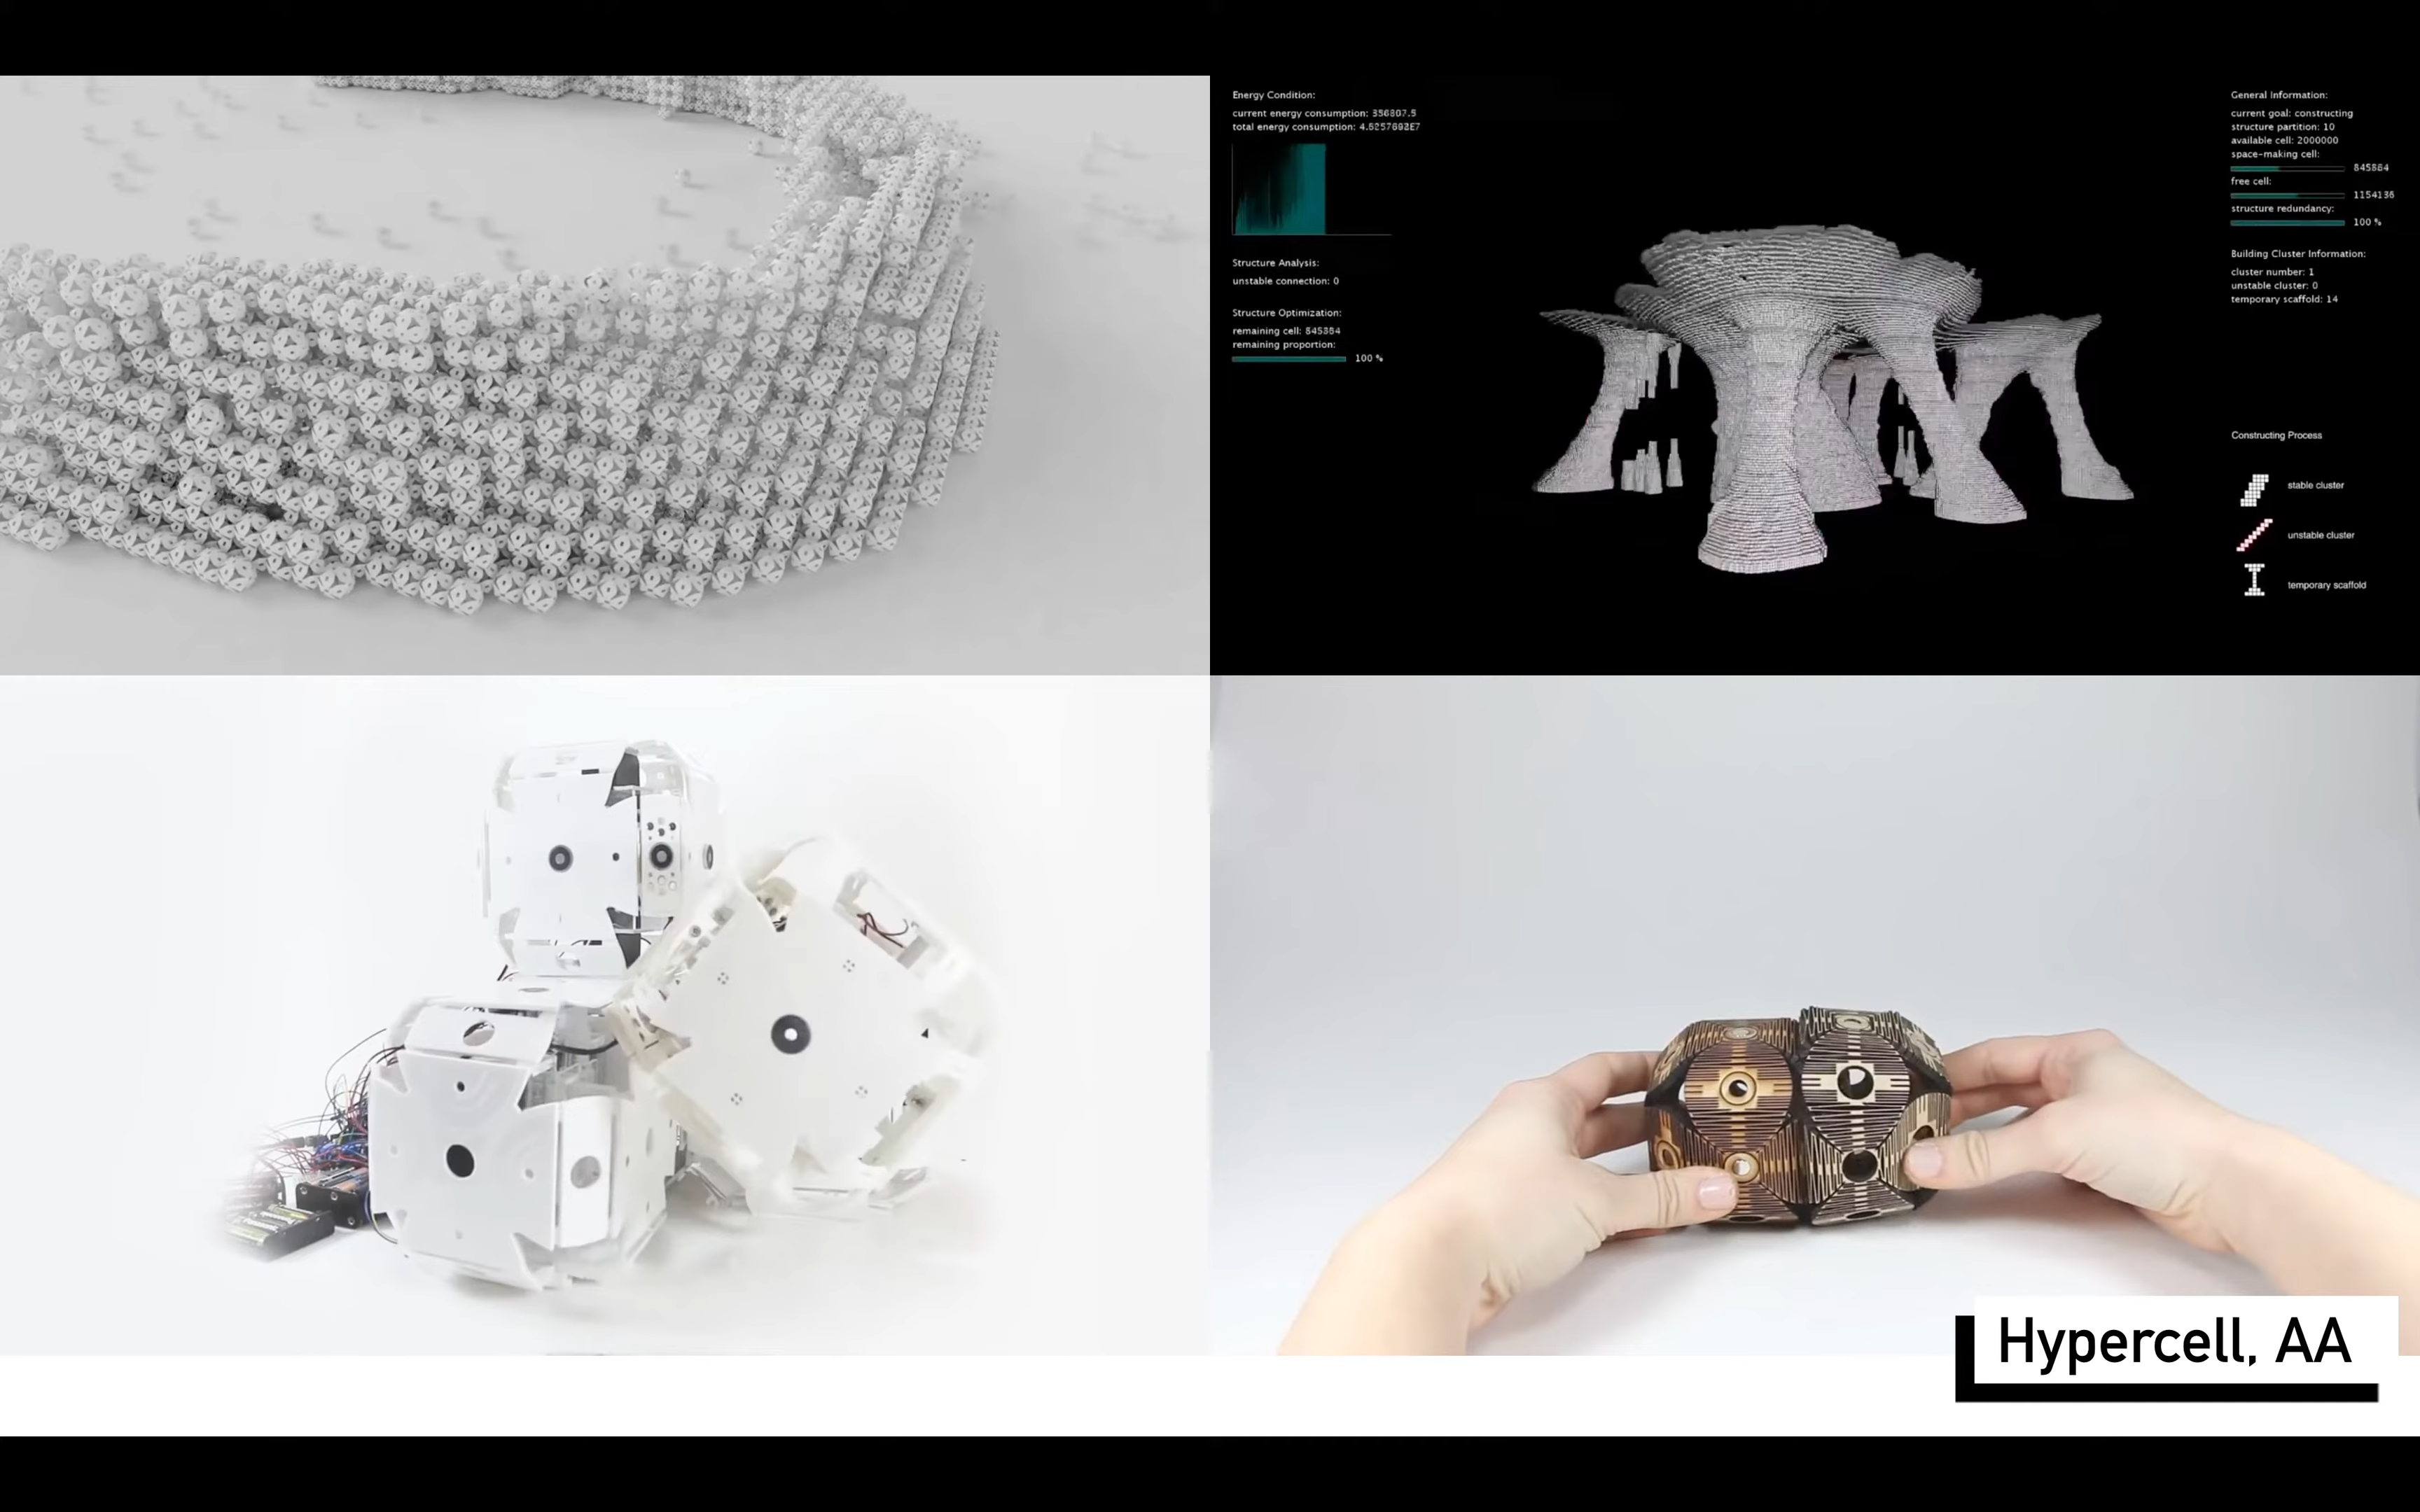 Energy Condition:
current energy consumption: 356807.5
total energy consumption: 4.5257692E7
Structure Analysis:
unstable connection: 0
Structure Optimization:
remaining cell: 845864
remaining proportion:
100 %
General Information:
current goal: constructing
structure partition: 10
available cell: 2000000
space-making cell:
845864
free cell:
1154136
structure redundancy:
100 %
Building Cluster Information:
cluster number: 1
unstable cluster: 0
temporary scaffold: 14
Constructing Process
stable cluster
unstable cluster
temporary scaffold
Hypercell, AA